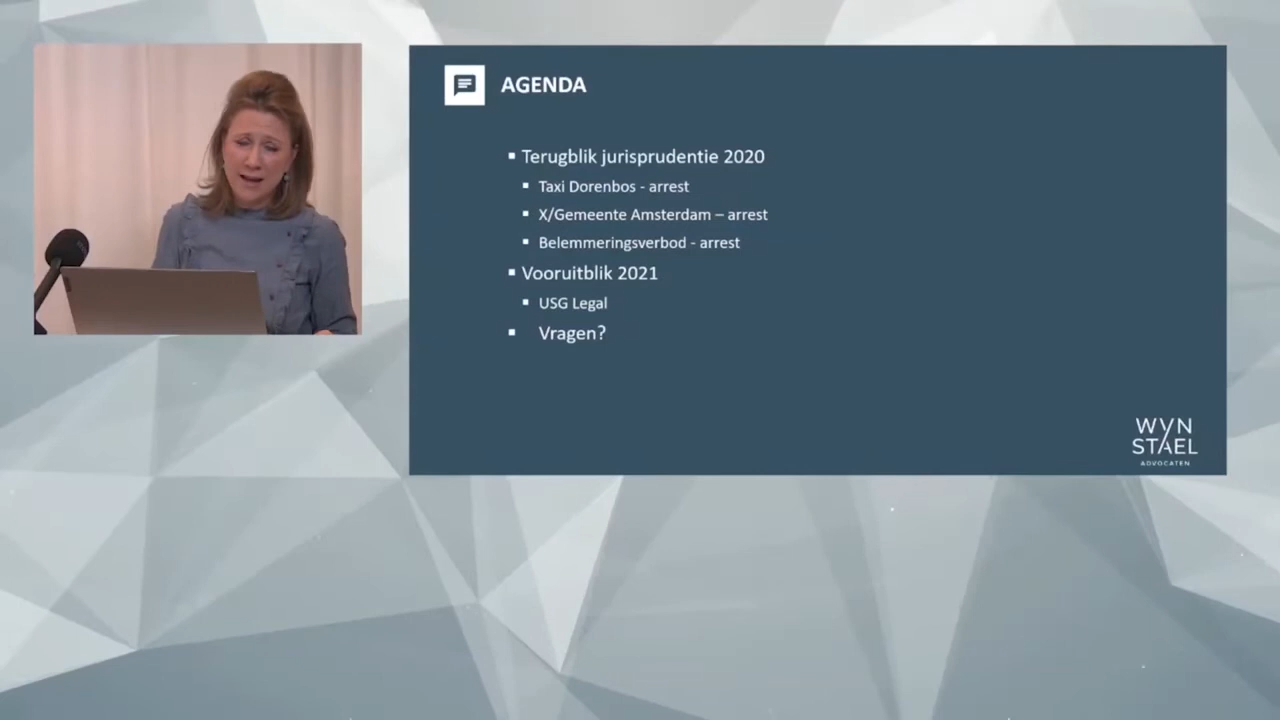 AGENDA
▪ Terugblik jurisprudentie 2020
▪ Taxi Dorenbos - arrest
▪ X/Gemeente Amsterdam – arrest
▪ Belemmeringsverbod - arrest
▪ Vooruitblik 2021
▪ USG Legal
▪ Vragen?
WYN
STAEL
ADVOCATEN